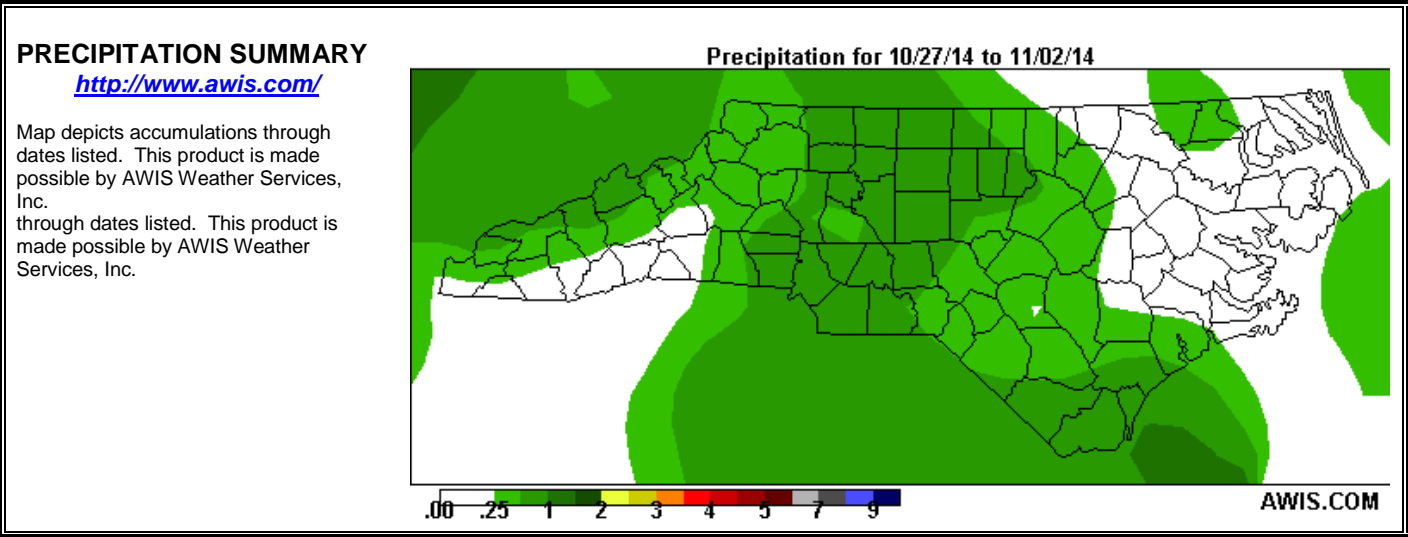 PRECIPITATION SUMMARY
http://www.awis.com/
Map depicts accumulations through
dates listed.  This product is made
possible by AWIS Weather Services,
Inc.
through dates listed.  This product is
made possible by AWIS Weather
Services, Inc.
Precipitation for 10/27/14 to 11/02/14
.00 .25 1 2 3 4 5 7 9
AWIS.COM